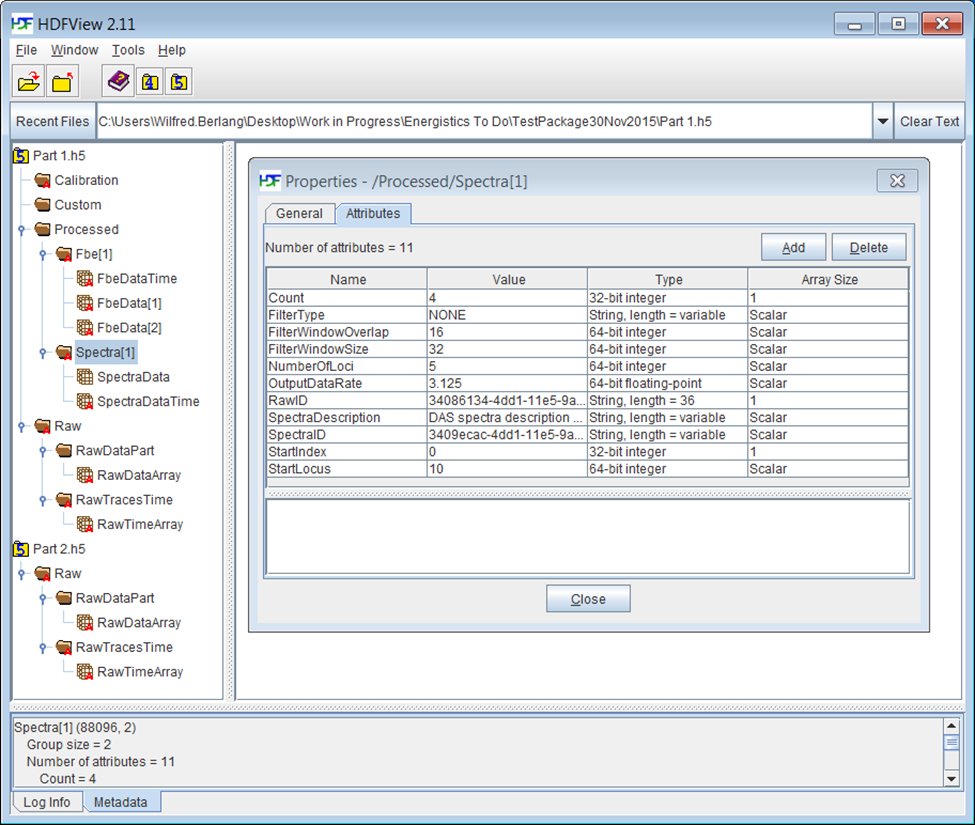 HDF HDFView 2.11
File Window Tools Help
4 5
Recent Files C:\Users\Wilfred.Berlang\Desktop\Work in Progress\Energistics To Do\TestPackage30Nov2015\Part 1.h5 Clear Text
5 Part 1.h5
Calibration
Custom
Processed
Fbe[1]
FbeDataTime
FbeData[1]
FbeData[2]
Spectra[1]
SpectraData
SpectraDataTime
Raw
RawDataPart
RawDataArray
RawTracesTime
RawTimeArray
5 Part 2.h5
Raw
RawDataPart
RawDataArray
RawTracesTime
RawTimeArray
HDF Properties - /Processed/Spectra[1]
General Attributes
Number of attributes = 11 Add Delete
Name Value Type Array Size
Count 4 32-bit integer 1
FilterType NONE String, length = variable Scalar
FilterWindowOverlap 16 64-bit integer Scalar
FilterWindowSize 32 64-bit integer Scalar
NumberOfLoci 5 64-bit integer Scalar
OutputDataRate 3.125 64-bit floating-point Scalar
RawID 34086134-4dd1-11e5-9a... String, length = 36 1
SpectraDescription DAS spectra description ... String, length = variable Scalar
SpectraID 3409ecac-4dd1-11e5-9a... String, length = variable Scalar
StartIndex 0 32-bit integer 1
StartLocus 10 64-bit integer Scalar
Close
Spectra[1] (88096, 2)
Group size = 2
Number of attributes = 11
Count = 4
Log Info Metadata